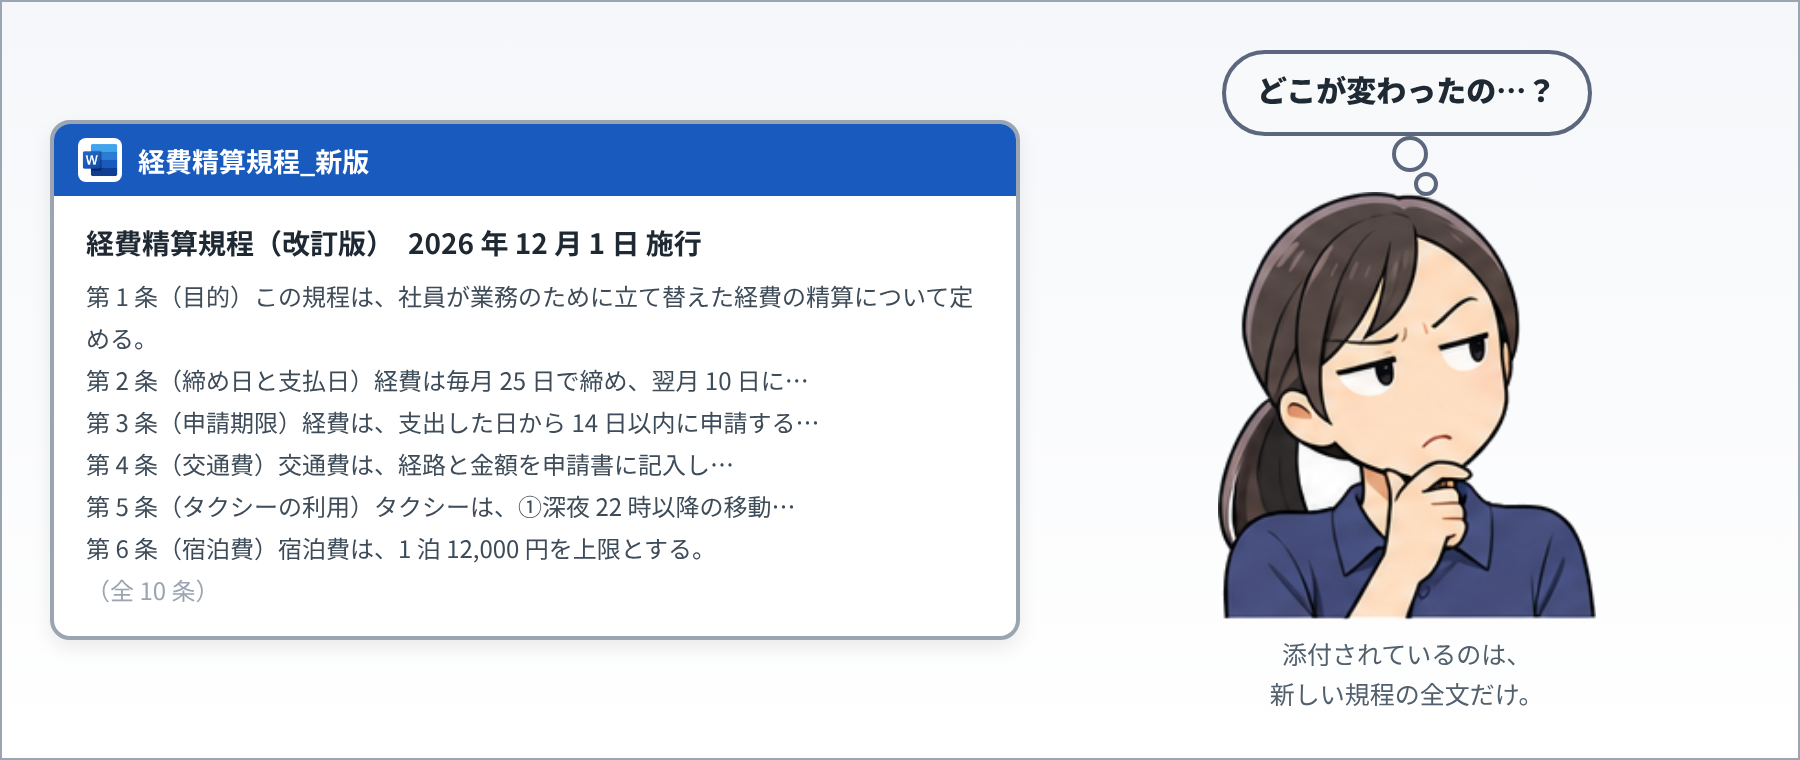 どこが変わったの…？
W
経費精算規程_新版
経費精算規程（改訂版） 2026 年 12 月 1 日 施行
第 1 条（目的）この規程は、社員が業務のために立て替えた経費の精算について定
める。
第 2 条（締め日と支払日）経費は毎月 25 日で締め、翌月 10 日に…
第 3 条（申請期限）経費は、支出した日から 14 日以内に申請する…
第 4 条（交通費）交通費は、経路と金額を申請書に記入し…
第 5 条（タクシーの利用）タクシーは、①深夜 22 時以降の移動…
第 6 条（宿泊費）宿泊費は、1 泊 12,000 円を上限とする。
（全 10 条）
添付されているのは、
新しい規程の全文だけ。